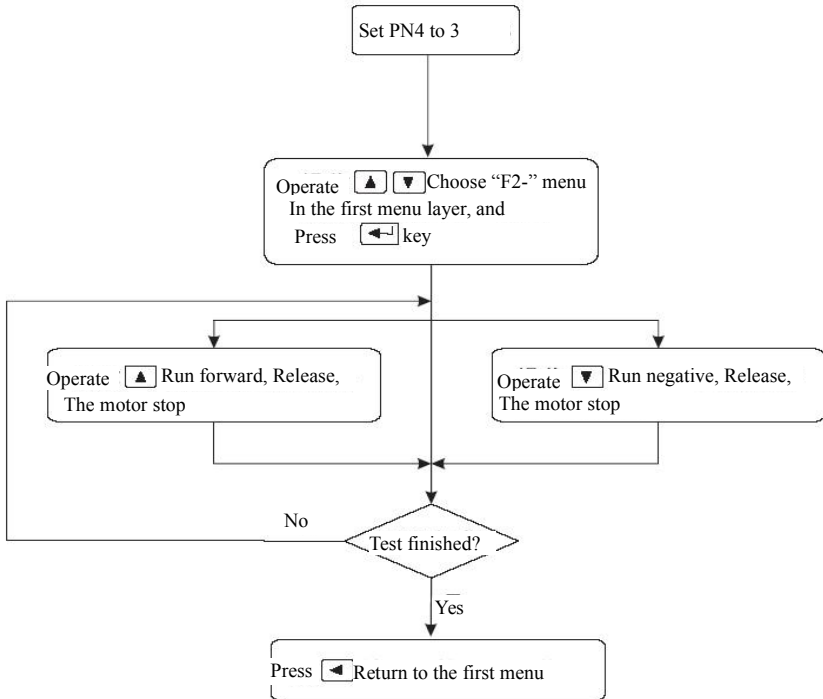 Set PN4 to 3
Operate ▲ ▼ Choose “F2-” menu
In the first menu layer, and
Press ↵ key
Operate ▲ Run forward, Release,
The motor stop
Operate ▼ Run negative, Release,
The motor stop
No
Test finished?
Yes
Press ◄ Return to the first menu